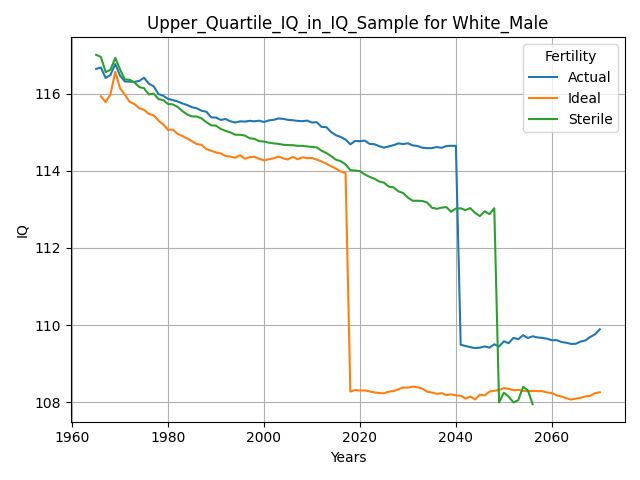 Upper_Quartile_IQ_in_IQ_Sample for White_Male
Fertility
Actual
Ideal
Sterile
IQ
116
114
112
110
108
1960
1980
2000
2020
2040
2060
Years